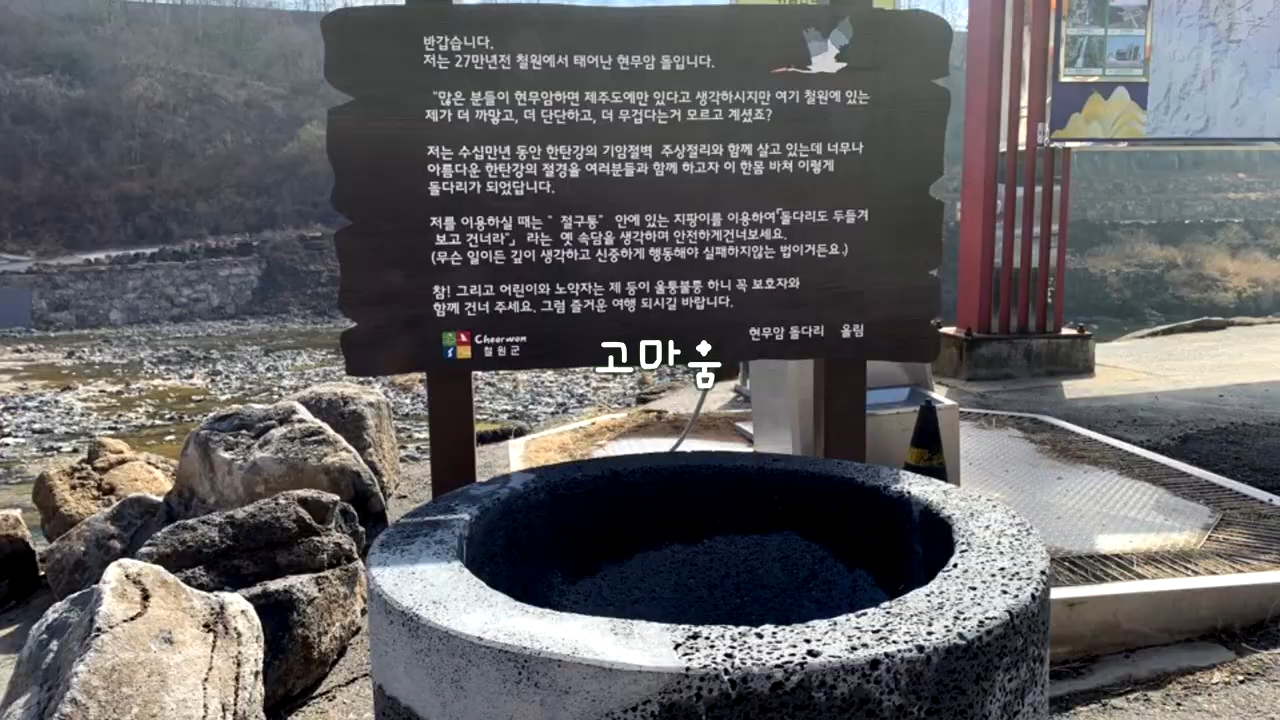 반갑습니다.
저는 27만년전 철원에서 태어난 현무암 돌입니다.
"많은 분들이 현무암하면 제주도에만 있다고 생각하시지만 여기 철원에 있는
제가 더 까맣고, 더 단단하고, 더 무겁다는거 모르고 계셨죠?
저는 수십만년 동안 한탄강의 기암절벽 주상절리와 함께 살고 있는데 너무나
아름다운 한탄강의 절경을 여러분들과 함께 하고자 이 한몸 바쳐 이렇게
돌다리가 되었답니다.
저를 이용하실 때는 " 절구통" 안에 있는 지팡이를 이용하여「돌다리도 두들겨
보고 건너라"」 라는 옛 속담을 생각하며 안전하게건너보세요.
(무슨 일이든 깊이 생각하고 신중하게 행동해야 실패하지않는 법이거든요.)
참! 그리고 어린이와 노약자는 제 등이 울퉁불퉁 하니 꼭 보호자와
함께 건너 주세요. 그럼 즐거운 여행 되시길 바랍니다.
현무암 돌다리 올림
Cheorwon
철원군
고마움